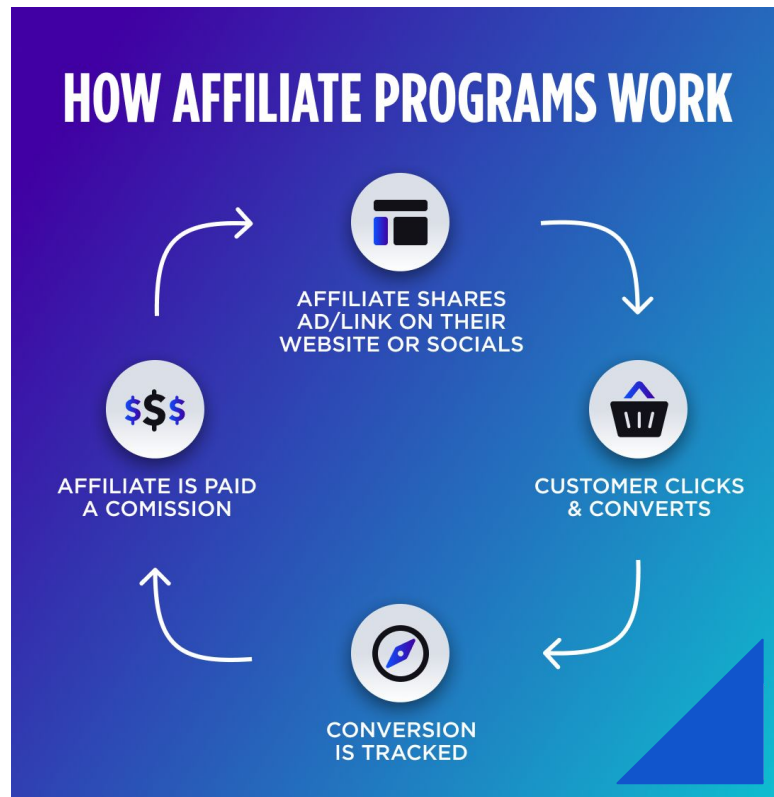 HOW AFFILIATE PROGRAMS WORK
AFFILIATE SHARES
AD/LINK ON THEIR
WEBSITE OR SOCIALS
$$$
AFFILIATE IS PAID
A COMISSION
CUSTOMER CLICKS
& CONVERTS
CONVERSION
IS TRACKED